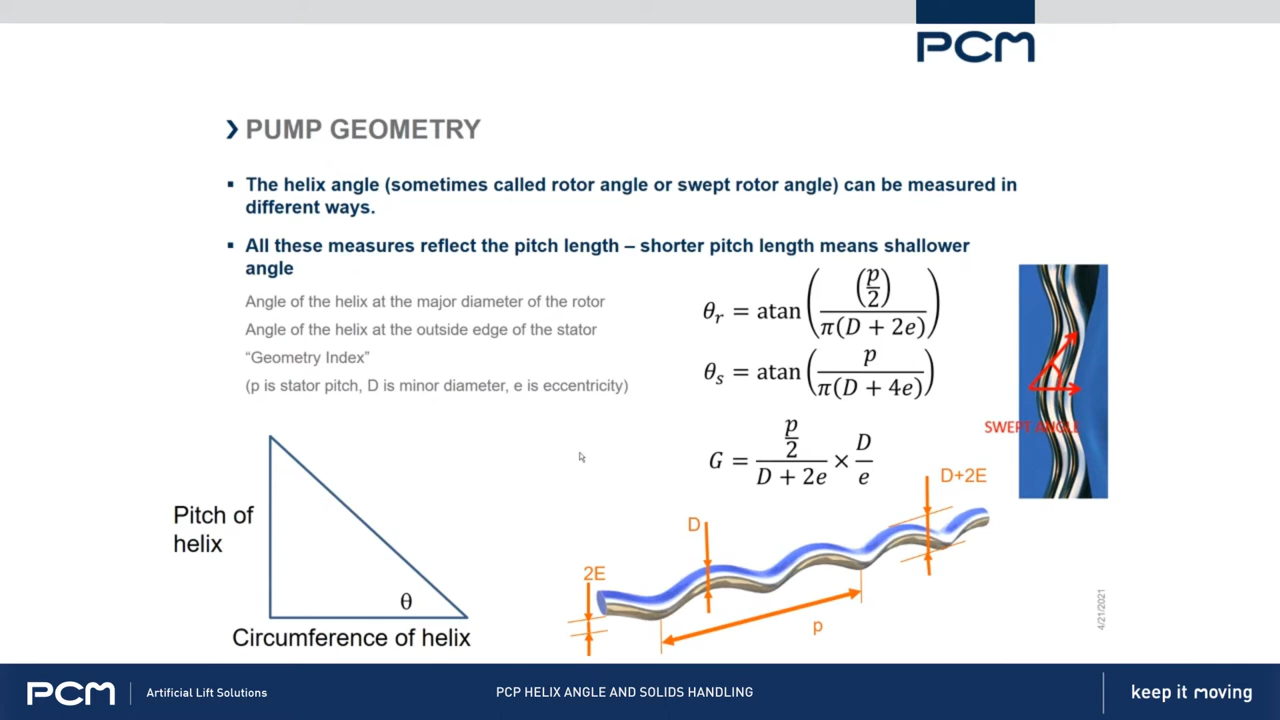 PCM
PUMP GEOMETRY
▪ The helix angle (sometimes called rotor angle or swept rotor angle) can be measured in
different ways.
▪ All these measures reflect the pitch length – shorter pitch length means shallower
angle
Angle of the helix at the major diameter of the rotor
Angle of the helix at the outside edge of the stator
“Geometry Index”
(p is stator pitch, D is minor diameter, e is eccentricity)
θr = atan((p/2)/(π(D + 2e)))
θs = atan(p/(π(D + 4e)))
G = (p/2)/(D + 2e) × D/e
SWEPT ANGLE
Pitch of
helix
θ
Circumference of helix
2E
D
p
D+2E
4/21/2021
PCM
Artificial Lift Solutions
PCP HELIX ANGLE AND SOLIDS HANDLING
keep it moving